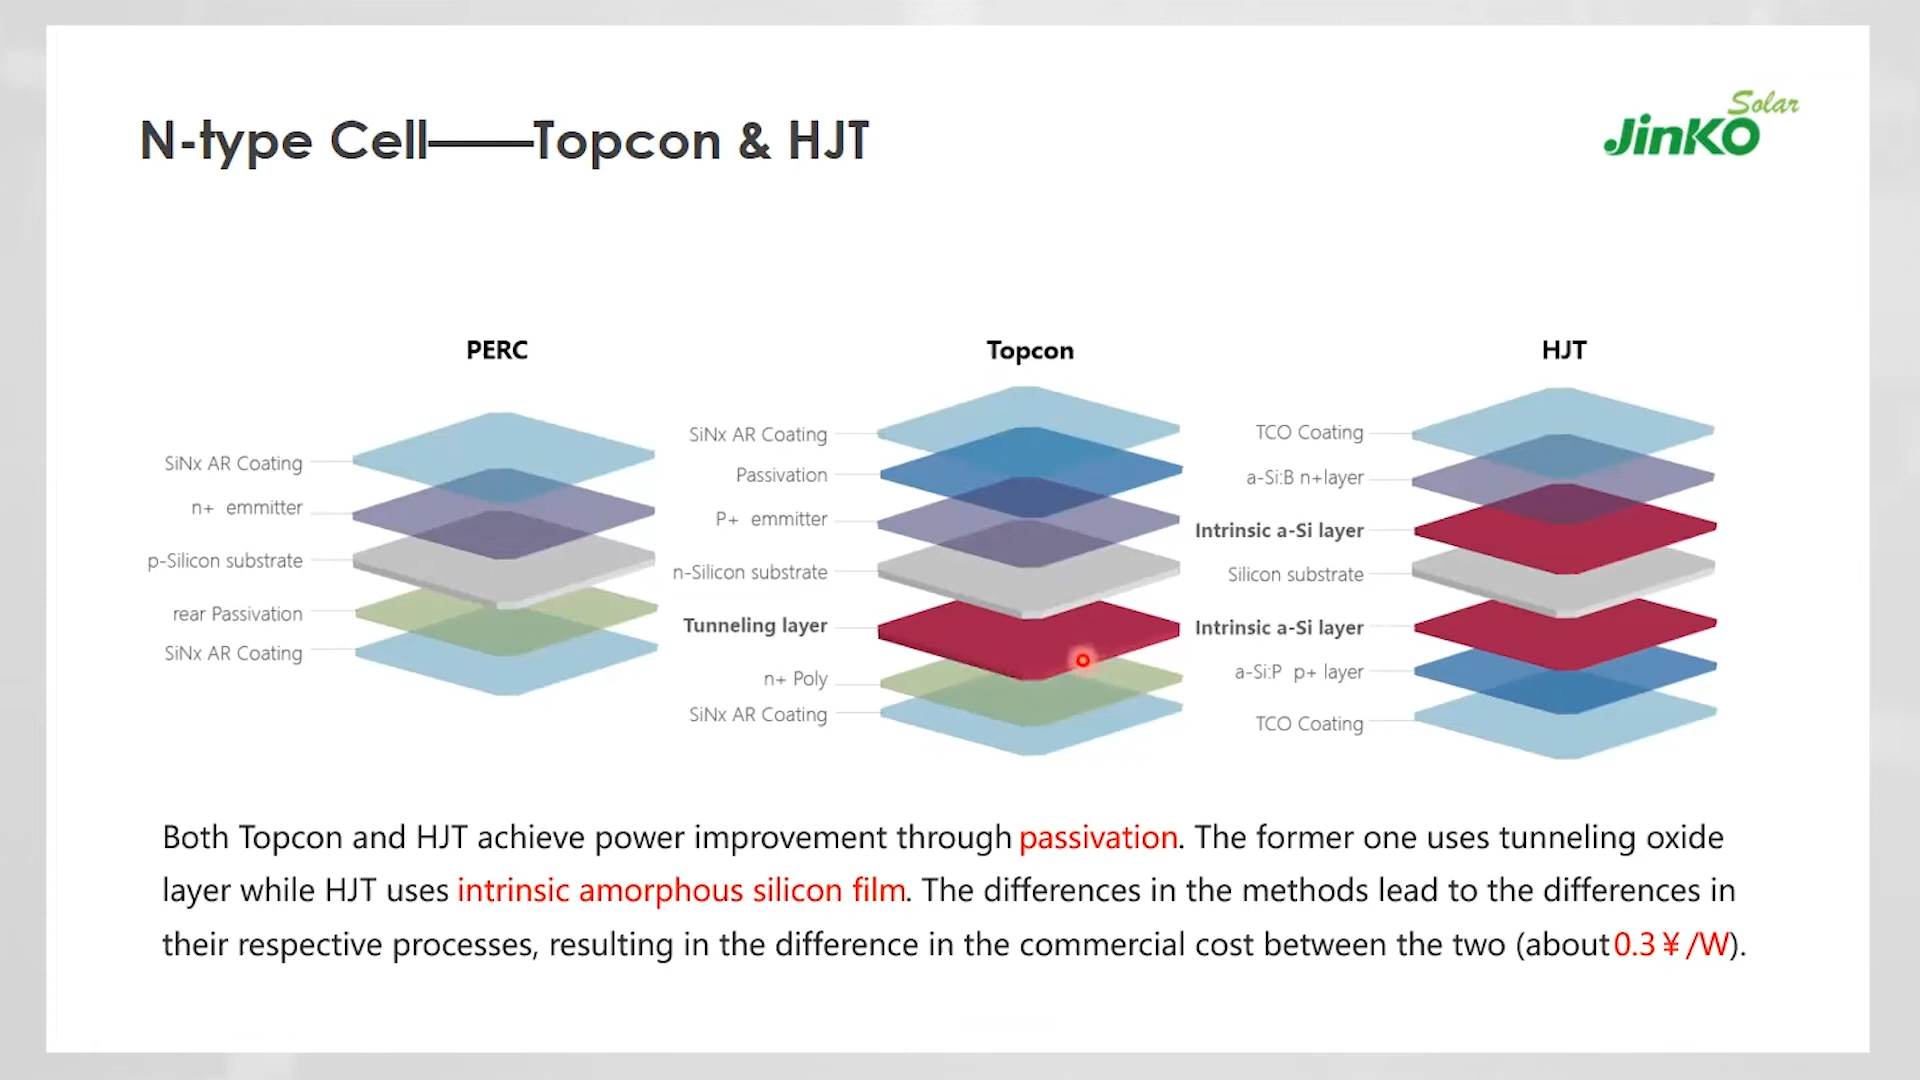 N-type Cell——Topcon & HJT
Solar
JinKO
PERC
SiNx AR Coating
n+ emmitter
p-Silicon substrate
rear Passivation
SiNx AR Coating
Topcon
SiNx AR Coating
Passivation
P+ emmitter
n-Silicon substrate
Tunneling layer
n+ Poly
SiNx AR Coating
HJT
TCO Coating
a-Si:B n+layer
Intrinsic a-Si layer
Silicon substrate
Intrinsic a-Si layer
a-Si:P p+ layer
TCO Coating
Both Topcon and HJT achieve power improvement through passivation. The former one uses tunneling oxide
layer while HJT uses intrinsic amorphous silicon film. The differences in the methods lead to the differences in
their respective processes, resulting in the difference in the commercial cost between the two (about 0.3￥/W).